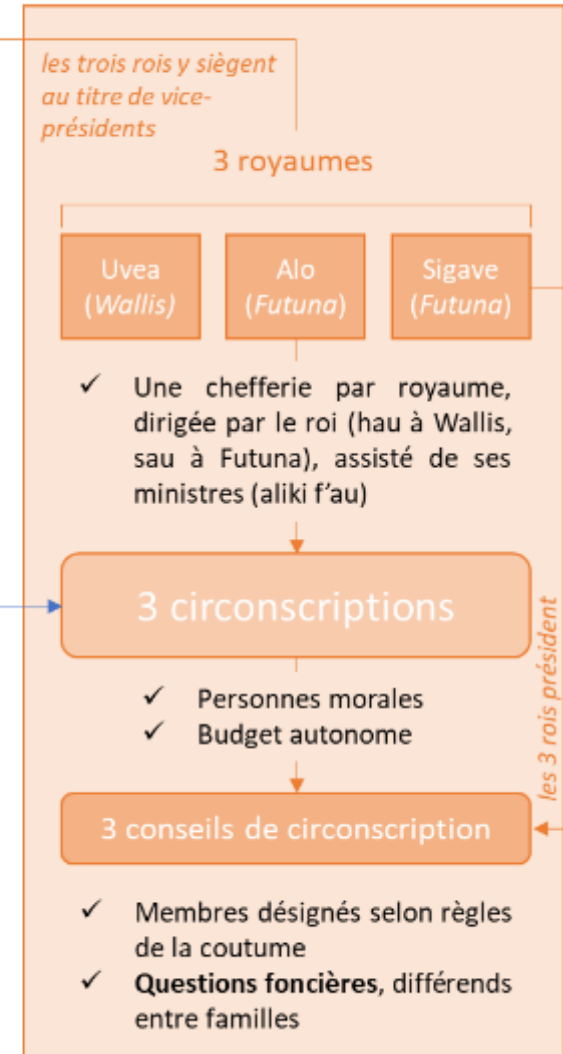 les trois rois y siègent
au titre de vice-
présidents
3 royaumes
Uvea
(Wallis)
Alo
(Futuna)
Sigave
(Futuna)
✓ Une chefferie par royaume,
dirigée par le roi (hau à Wallis,
sau à Futuna), assisté de ses
ministres (aliki f’au)
3 circonscriptions
✓ Personnes morales
✓ Budget autonome
les 3 rois président
3 conseils de circonscription
✓ Membres désignés selon règles
de la coutume
✓ Questions foncières, différends
entre familles